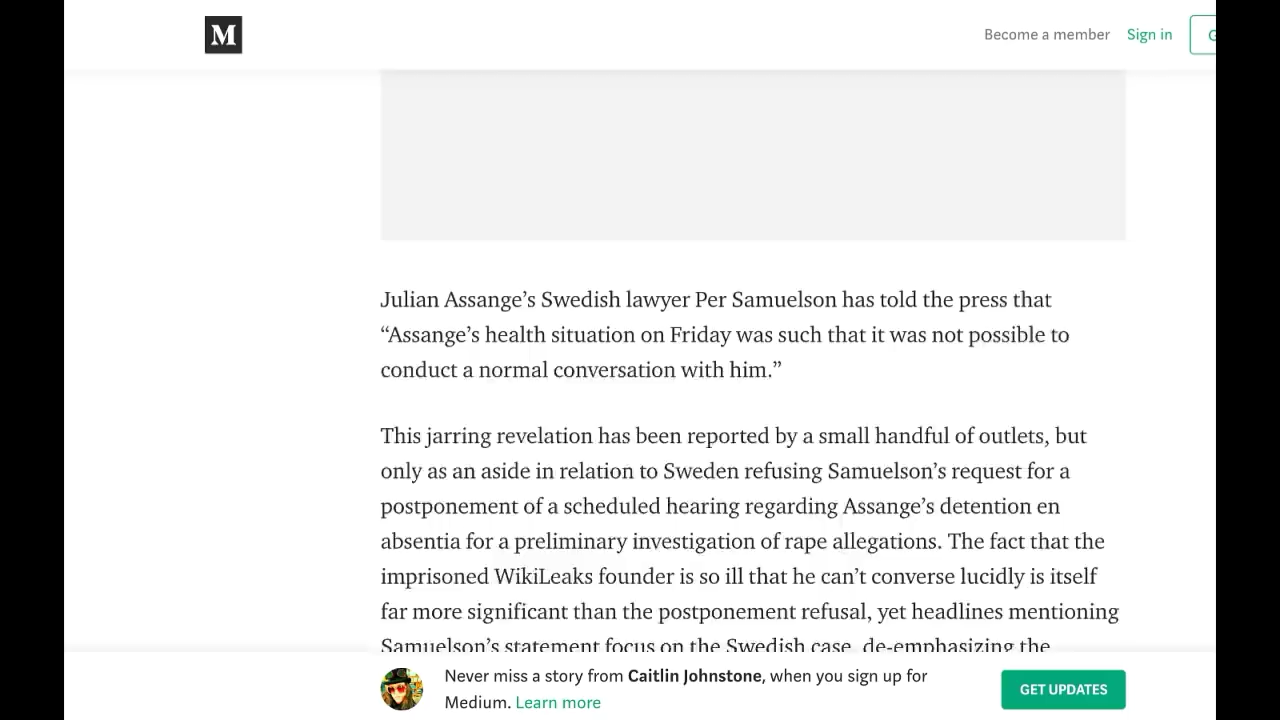 M
Become a member Sign in G
Julian Assange’s Swedish lawyer Per Samuelson has told the press that
“Assange’s health situation on Friday was such that it was not possible to
conduct a normal conversation with him.”
This jarring revelation has been reported by a small handful of outlets, but
only as an aside in relation to Sweden refusing Samuelson’s request for a
postponement of a scheduled hearing regarding Assange’s detention en
absentia for a preliminary investigation of rape allegations. The fact that the
imprisoned WikiLeaks founder is so ill that he can’t converse lucidly is itself
far more significant than the postponement refusal, yet headlines mentioning
Samuelson’s statement focus on the Swedish case, de-emphasizing the
Never miss a story from Caitlin Johnstone, when you sign up for
Medium. Learn more
GET UPDATES